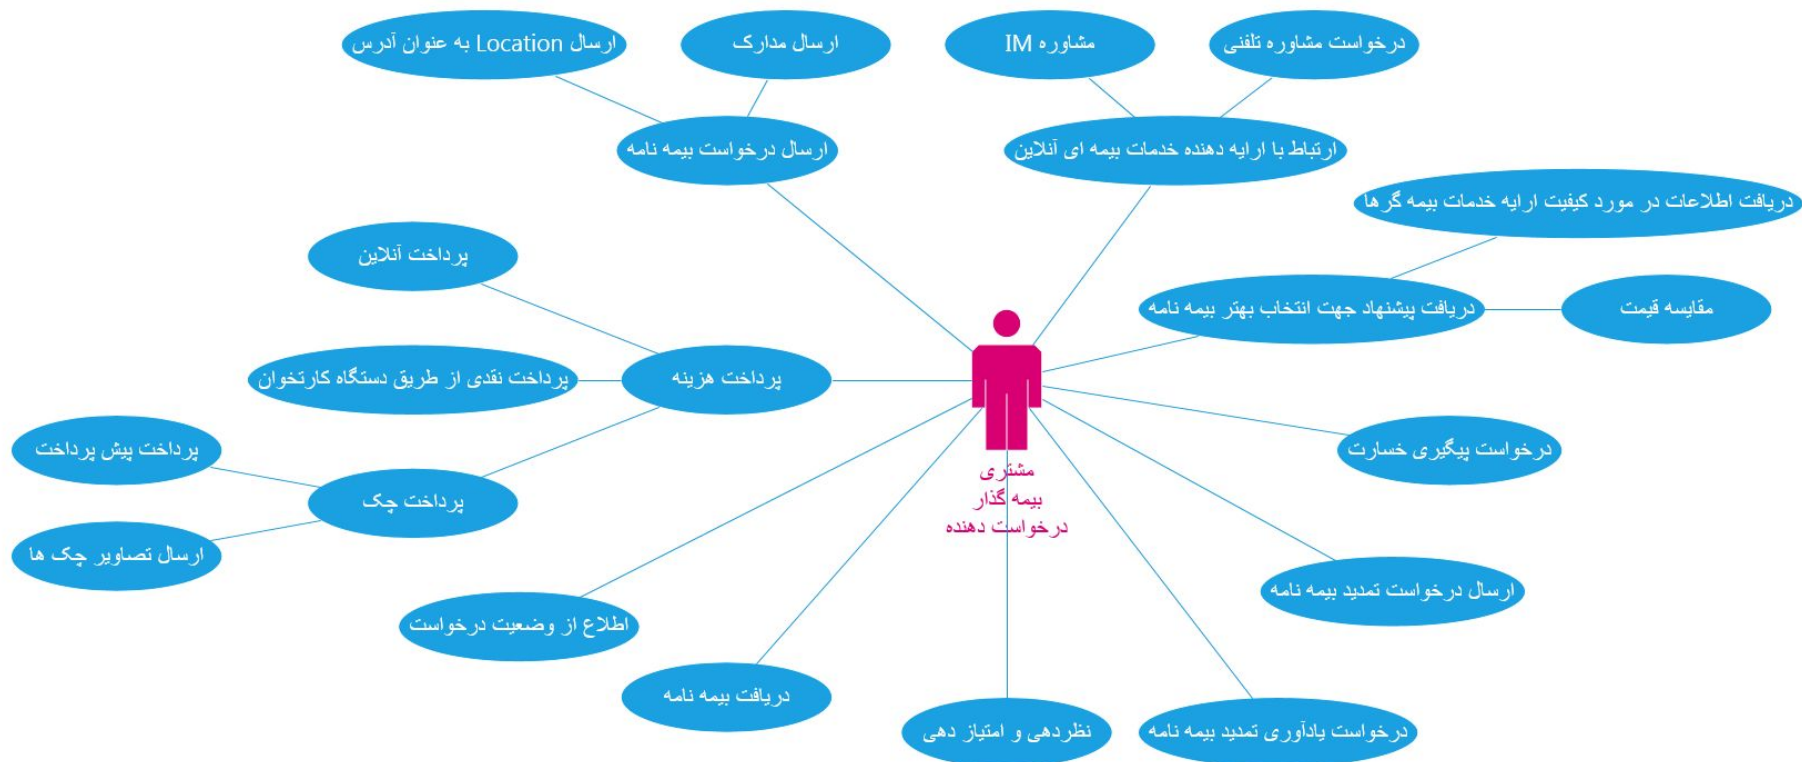 درخواست مشاوره تلفنی
مشاوره IM
ارسال مدارک
ارسال Location به عنوان آدرس
ارتباط با ارایه دهنده خدمات بیمه ای آنلاین
ارسال درخواست بیمه نامه
دریافت اطلاعات در مورد کیفیت ارایه خدمات بیمه گرها
پرداخت آنلاین
مقایسه قیمت
دریافت پیشنهاد جهت انتخاب بهتر بیمه نامه
پرداخت هزینه
پرداخت نقدی از طریق دستگاه کارتخوان
درخواست پیگیری خسارت
پرداخت پیش پرداخت
مشتری
بیمه گذار
درخواست دهنده
پرداخت چک
ارسال تصاویر چک ها
ارسال درخواست تمدید بیمه نامه
اطلاع از وضعیت درخواست
دریافت بیمه نامه
درخواست یادآوری تمدید بیمه نامه
نظردهی و امتیاز دهی